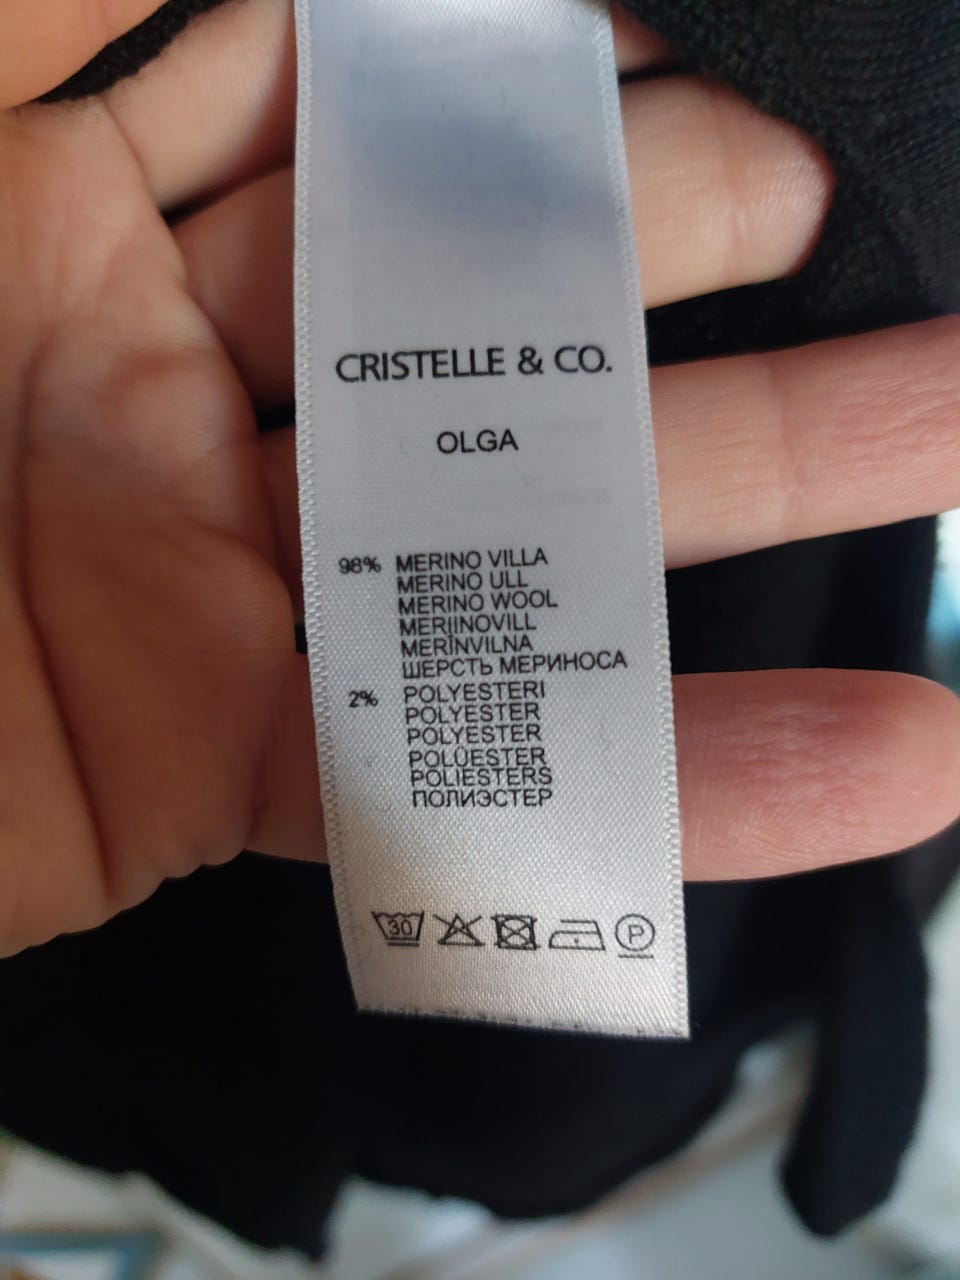 CRISTELLE & CO.
OLGA
98% MERINO VILLA
MERINO ULL
MERINO WOOL
MERIINOVILL
MERĪNVILNA
ШЕРСТЬ МЕРИНОСА
2% POLYESTERI
POLYESTER
POLYESTER
POLÜESTER
POLIESTERS
ПОЛИЭСТЕР
30 P